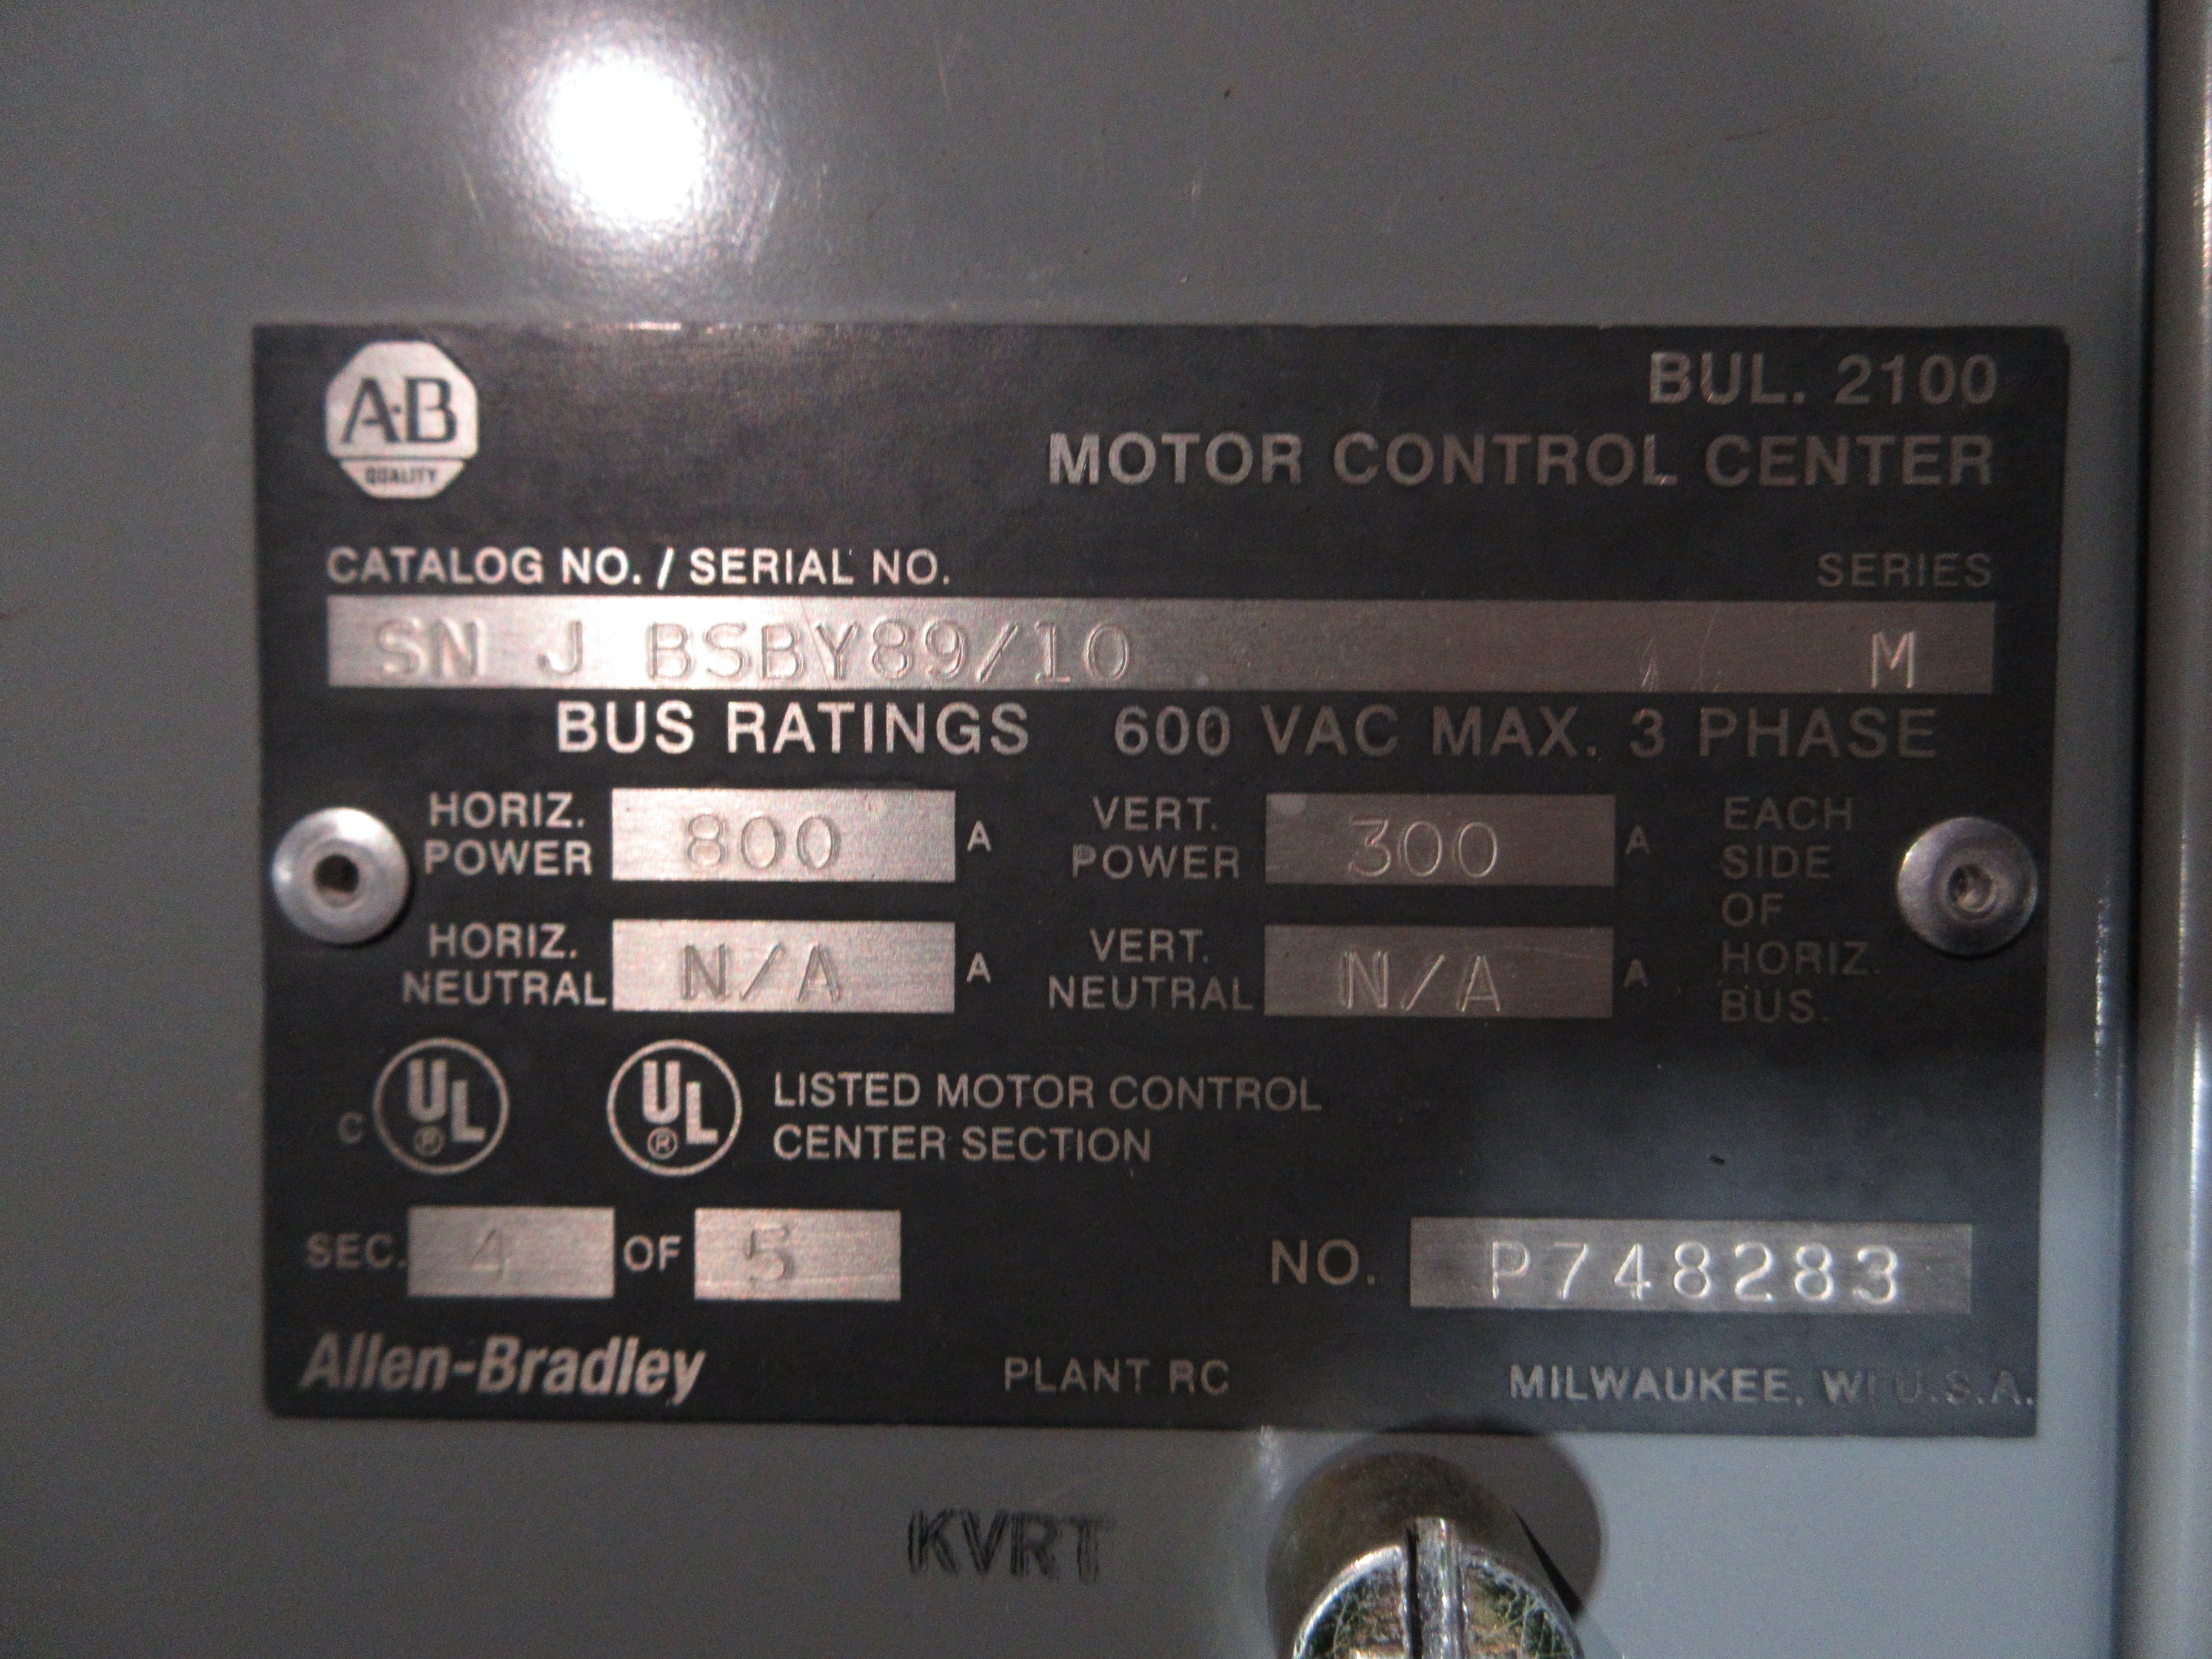 A-B
QUALITY
BUL. 2100
MOTOR CONTROL CENTER
CATALOG NO. / SERIAL NO. SERIES
SN J BSBY89/10 M
BUS RATINGS 600 VAC MAX. 3 PHASE
HORIZ. POWER 800 A VERT. POWER 300 A EACH SIDE OF HORIZ. BUS.
HORIZ. NEUTRAL N/A A VERT. NEUTRAL N/A A
C UL ® UL ® LISTED MOTOR CONTROL
CENTER SECTION
SEC. 4 OF 5 NO. P748283
Allen-Bradley PLANT RC MILWAUKEE, WI U.S.A.
KVRT